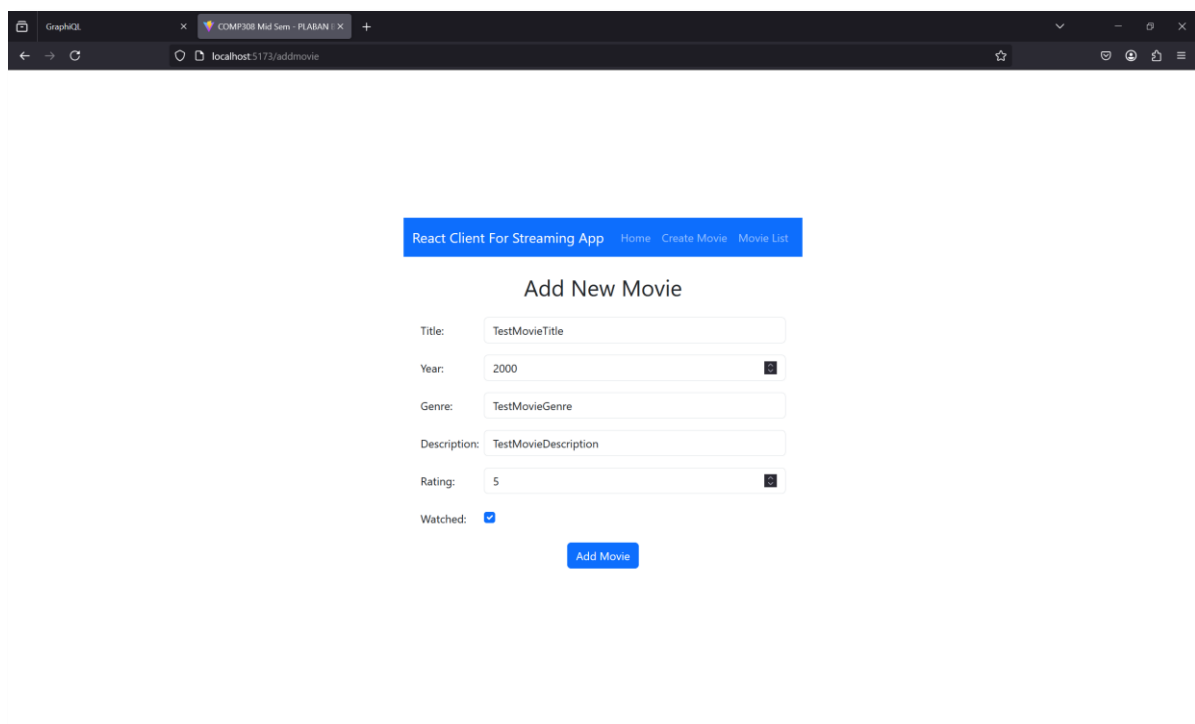 GraphiQL
COMP308 Mid Sem - PLABAN
localhost:5173/addmovie
React Client For Streaming App Home Create Movie Movie List
Add New Movie
Title: TestMovieTitle
Year: 2000
Genre: TestMovieGenre
Description: TestMovieDescription
Rating: 5
Watched:
Add Movie